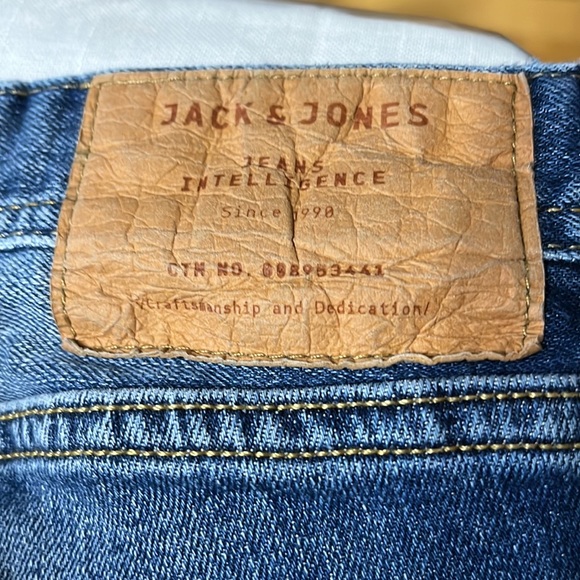 JACK & JONES
JEANS
INTELLIGENCE
Since 1990
CTN NO.
\Craftsmanship and Dedication/